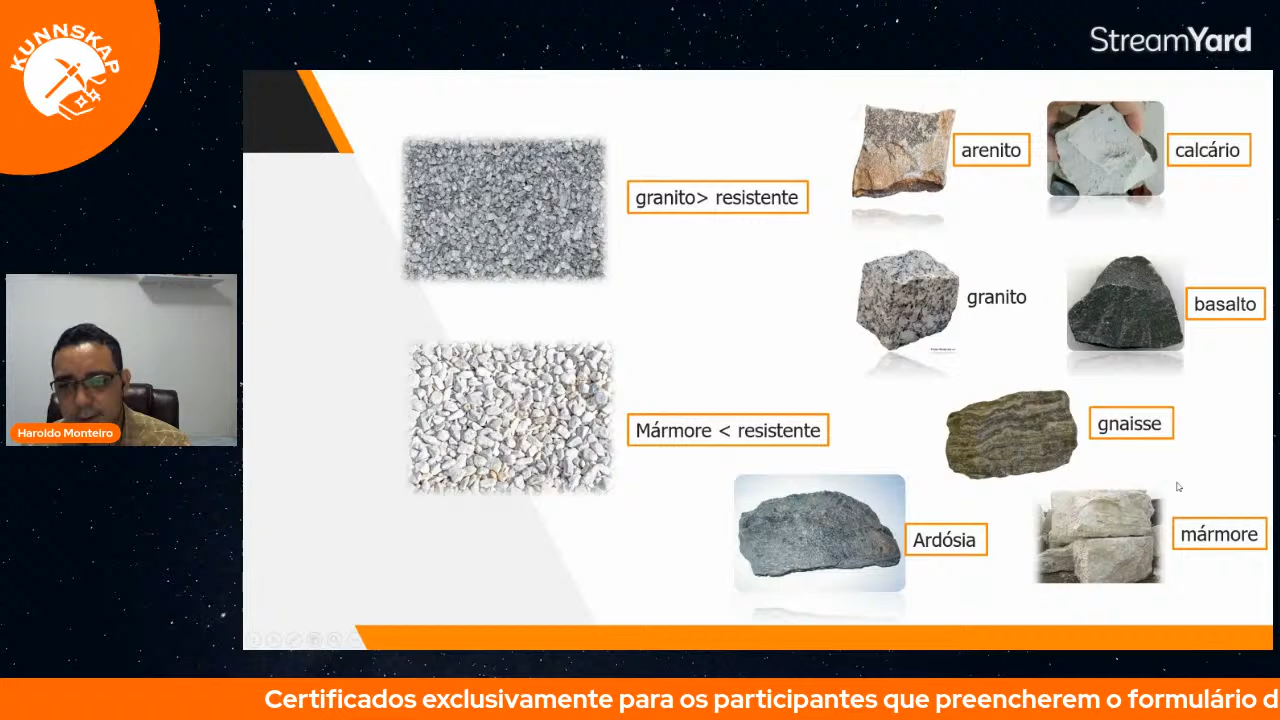 KUNNSKAP
StreamYard
arenito
calcário
granito> resistente
granito
basalto
Mármore < resistente
gnaisse
Ardósia
mármore
Haroldo Monteiro
Certificados exclusivamente para os participantes que preencherem o formulário d